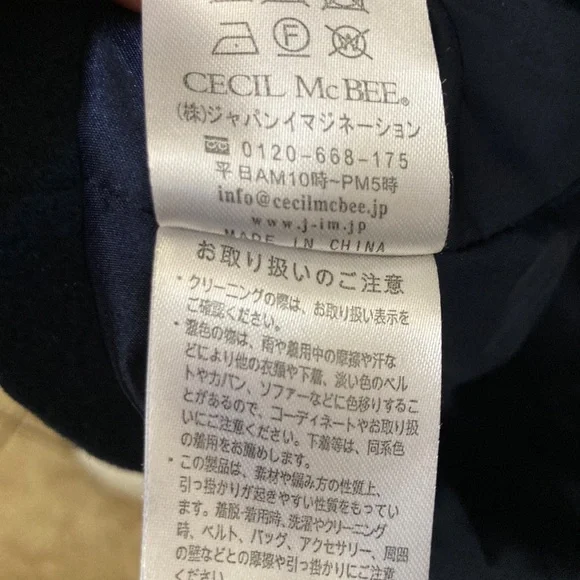 CECIL McBEE®
(株)ジャパンイマジネーション
0120-668-175
平日AM10時~PM5時
info@cecilmcbee.jp
www.j-im.jp
MADE IN CHINA
お取り扱いのご注意
・クリーニングの際は、お取り扱い表示を
ご確認ください。
・濃色の物は、雨や着用中の摩擦や汗な
どにより他の衣類や下着、淡い色のベル
トやカバン、ソファーなどに色移りするこ
とがあるので、コーディネートやお取り扱
いにご注意ください。下着等は、同系色
の着用をお薦めします。
・この製品は、素材や編み方の性質上、
引っ掛かりが起きやすい性質をもってい
ます。着脱・着用時、洗濯やクリーニング
時、ベルト、バッグ、アクセサリー、周囲
の壁などとの摩擦や引っ掛かりにご注意
ください。